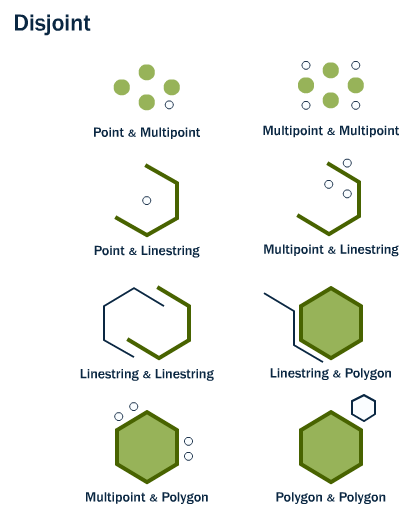 Disjoint
Point & Multipoint
Multipoint & Multipoint
Point & Linestring
Multipoint & Linestring
Linestring & Linestring
Linestring & Polygon
Multipoint & Polygon
Polygon & Polygon